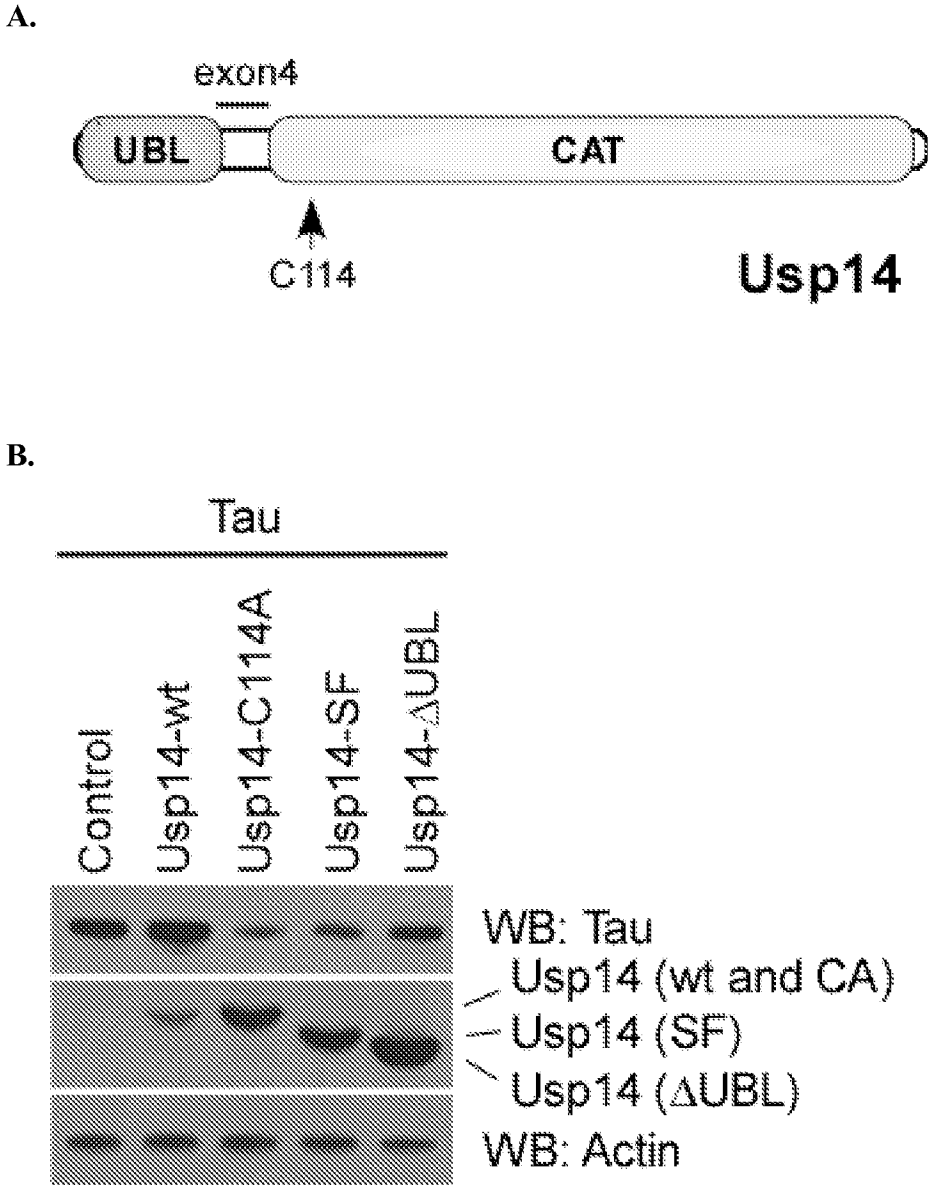 A.
exon4
UBL
CAT
C114
Usp14
B.
Tau
Control
Usp14-wt
Usp14-C114A
Usp14-SF
Usp14-ΔUBL
WB: Tau
Usp14 (wt and CA)
Usp14 (SF)
Usp14 (ΔUBL)
WB: Actin